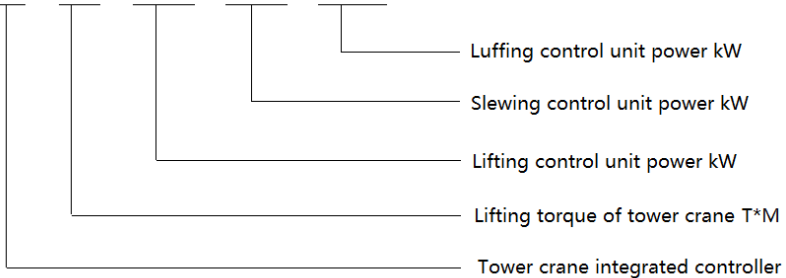 Luffing control unit power kW
Slewing control unit power kW
Lifting control unit power kW
Lifting torque of tower crane T*M
Tower crane integrated controller